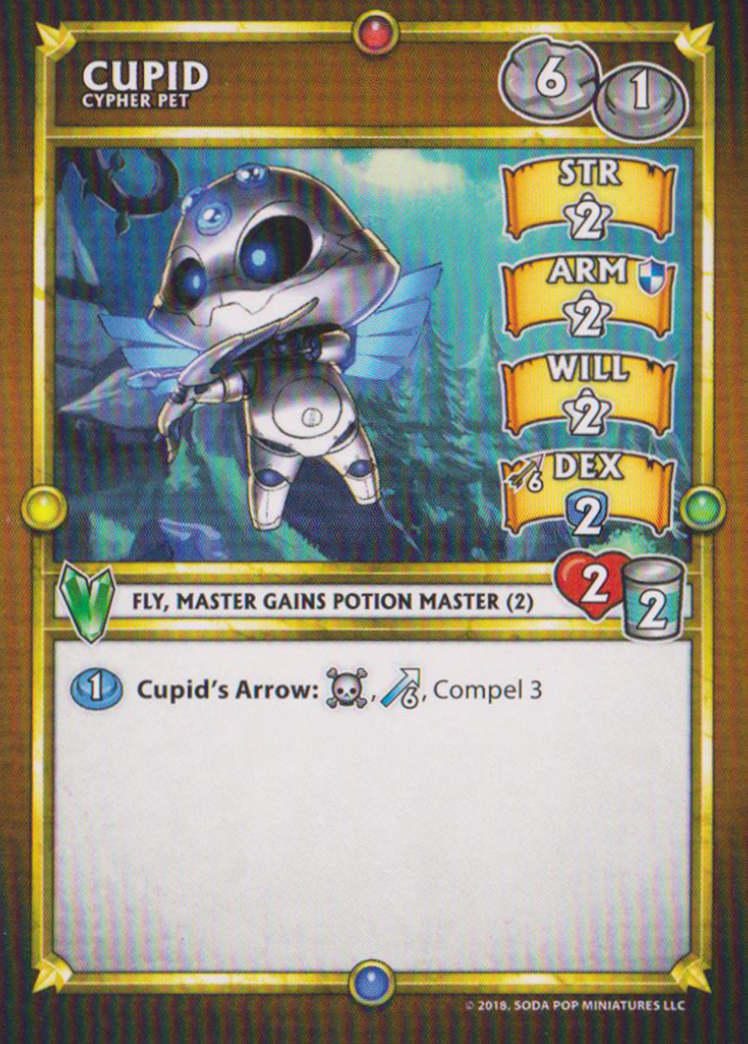 CUPID
CYPHER PET
6 1
STR
2
ARM
2
WILL
2
6 DEX
2
FLY, MASTER GAINS POTION MASTER (2)
2 2
1 Cupid's Arrow: , 6, Compel 3
© 2018, SODA POP MINIATURES LLC